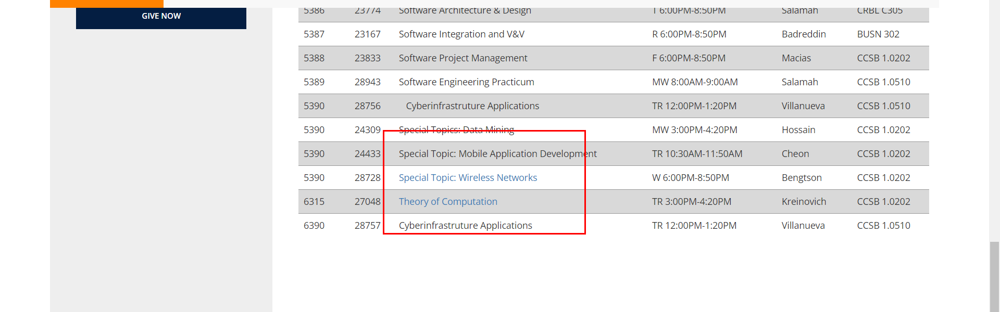 GIVE NOW
5386 23774 Software Architecture & Design T 6:00PM-8:50PM Salamah CRBL C305
5387 23167 Software Integration and V&V R 6:00PM-8:50PM Badreddin BUSN 302
5388 23833 Software Project Management F 6:00PM-8:50PM Macias CCSB 1.0202
5389 28943 Software Engineering Practicum MW 8:00AM-9:00AM Salamah CCSB 1.0510
5390 28756 Cyberinfrastruture Applications TR 12:00PM-1:20PM Villanueva CCSB 1.0510
5390 24309 Special Topics: Data Mining MW 3:00PM-4:20PM Hossain CCSB 1.0202
5390 24433 Special Topic: Mobile Application Development TR 10:30AM-11:50AM Cheon CCSB 1.0202
5390 28728 Special Topic: Wireless Networks W 6:00PM-8:50PM Bengtson CCSB 1.0202
6315 27048 Theory of Computation TR 3:00PM-4:20PM Kreinovich CCSB 1.0202
6390 28757 Cyberinfrastruture Applications TR 12:00PM-1:20PM Villanueva CCSB 1.0510